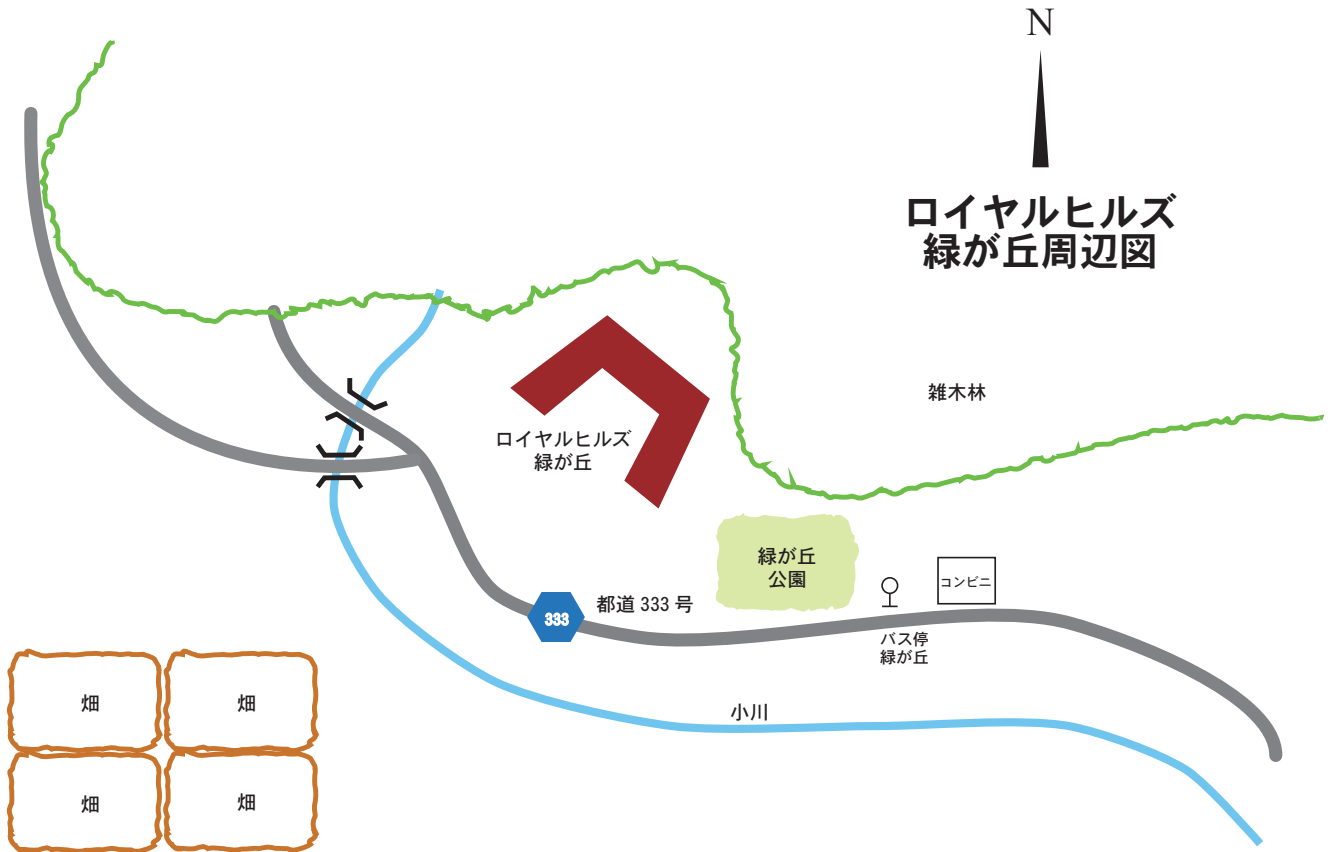 N
ロイヤルヒルズ
緑が丘周辺図
雑木林
ロイヤルヒルズ
緑が丘
緑が丘
公園
コンビニ
333
都道 333 号
バス停
緑が丘
小川
畑
畑
畑
畑